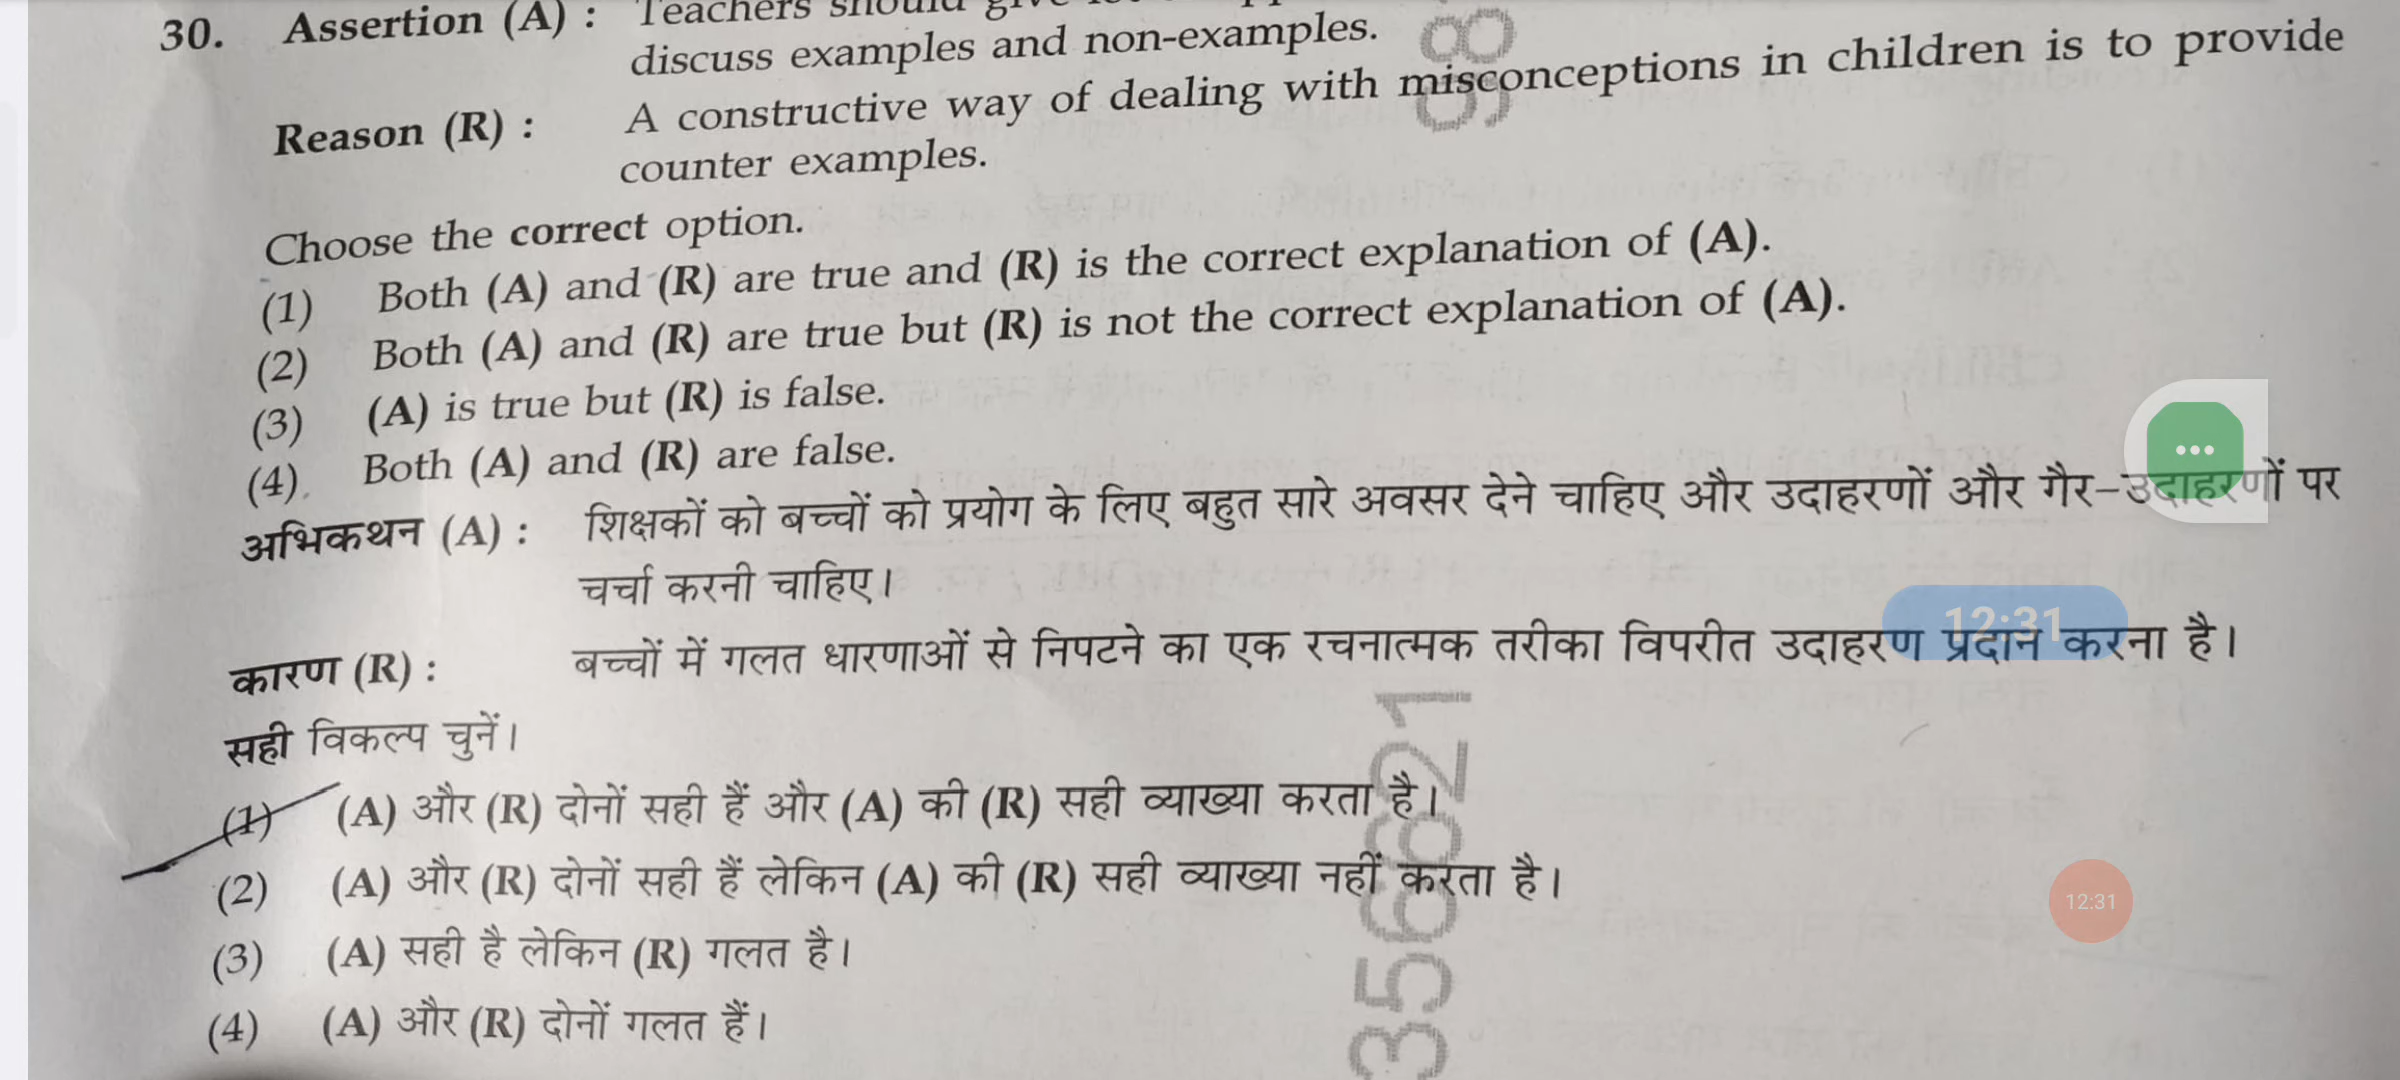 30. Assertion (A) : Teachers should
discuss examples and non-examples.
Reason (R) : A constructive way of dealing with misconceptions in children is to provide
counter examples.
Choose the correct option.
(1) Both (A) and (R) are true and (R) is the correct explanation of (A).
(2) Both (A) and (R) are true but (R) is not the correct explanation of (A).
(3) (A) is true but (R) is false.
(4) Both (A) and (R) are false.
अभिकथन (A) : शिक्षकों को बच्चों को प्रयोग के लिए बहुत सारे अवसर देने चाहिए और उदाहरणों और गैर-उदाहरणों पर
चर्चा करनी चाहिए।
12:31
कारण (R) : बच्चों में गलत धारणाओं से निपटने का एक रचनात्मक तरीका विपरीत उदाहरण प्रदान करना है।
सही विकल्प चुनें।
(1) (A) और (R) दोनों सही हैं और (A) की (R) सही व्याख्या करता है।
(2) (A) और (R) दोनों सही हैं लेकिन (A) की (R) सही व्याख्या नहीं करता है।
12:31
(3) (A) सही है लेकिन (R) गलत है।
(4) (A) और (R) दोनों गलत हैं।
356621